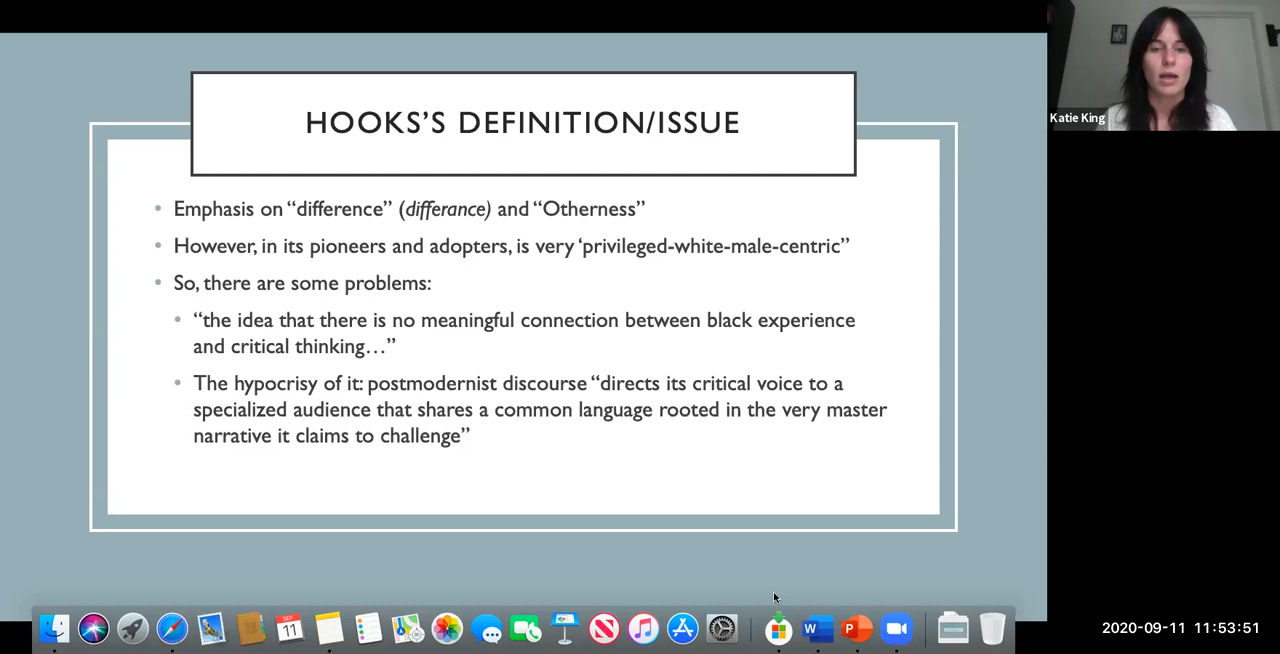 HOOKS'S DEFINITION/ISSUE
Katie King
• Emphasis on “difference” (differance) and “Otherness”
• However, in its pioneers and adopters, is very ‘privileged-white-male-centric”
• So, there are some problems:
• “the idea that there is no meaningful connection between black experience
and critical thinking…”
• The hypocrisy of it: postmodernist discourse “directs its critical voice to a
specialized audience that shares a common language rooted in the very master
narrative it claims to challenge”
SEP
11
W
P
2020-09-11 11:53:51